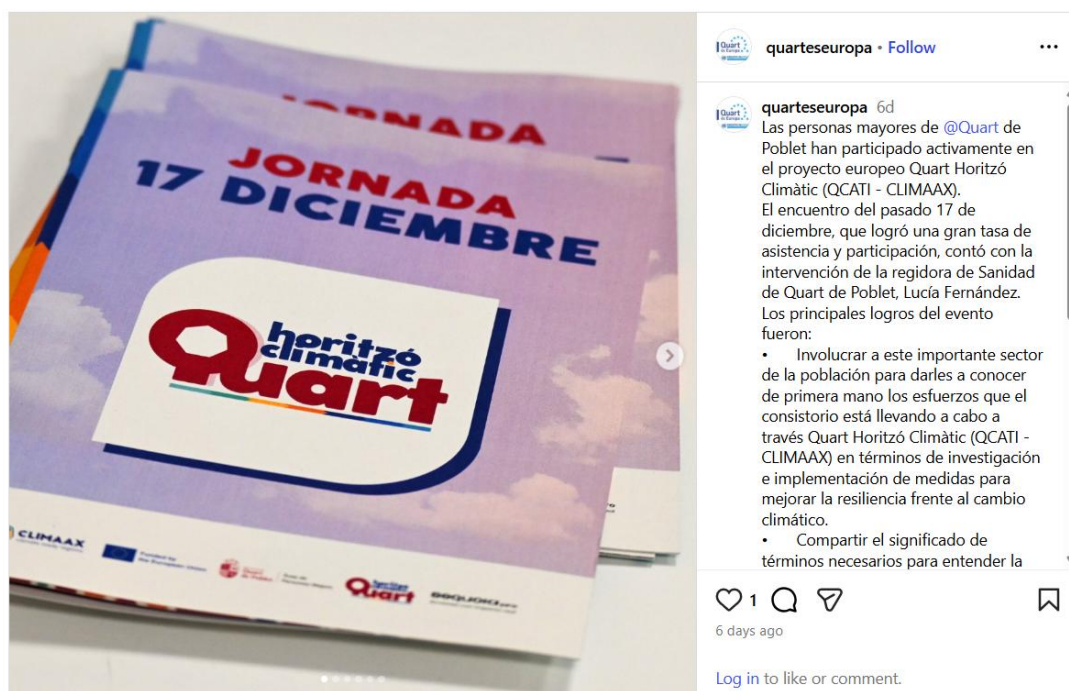 JORNADA
JORNADA
17 DICIEMBRE
horitzó
climàtic
Quart
CLIMAAX
Funded by
the European Union
Quart
de Poblet
horitzó
climàtic
Quart
quarteseuropa • Follow
quarteseuropa 6d
Las personas mayores de @Quart de
Poblet han participado activamente en
el proyecto europeo Quart Horitzó
Climàtic (QCATI - CLIMAAX).
El encuentro del pasado 17 de
diciembre, que logró una gran tasa de
asistencia y participación, contó con la
intervención de la regidora de Sanidad
de Quart de Poblet, Lucía Fernández.
Los principales logros del evento
fueron:
• Involucrar a este importante sector
de la población para darles a conocer
de primera mano los esfuerzos que el
consistorio está llevando a cabo a
través Quart Horitzó Climàtic (QCATI -
CLIMAAX) en términos de investigación
e implementación de medidas para
mejorar la resiliencia frente al cambio
climático.
• Compartir el significado de
términos necesarios para entender la
1
6 days ago
Log in to like or comment.